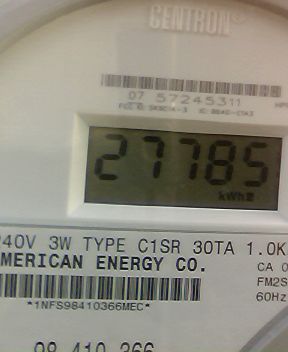 CENTRON®
07 57245311
27785
kWh
240V 3W TYPE C1SR 30TA 1.0K
AMERICAN ENERGY CO. CA 0
FM2S
*1NFS98410366MEC* 60Hz
98 410 366